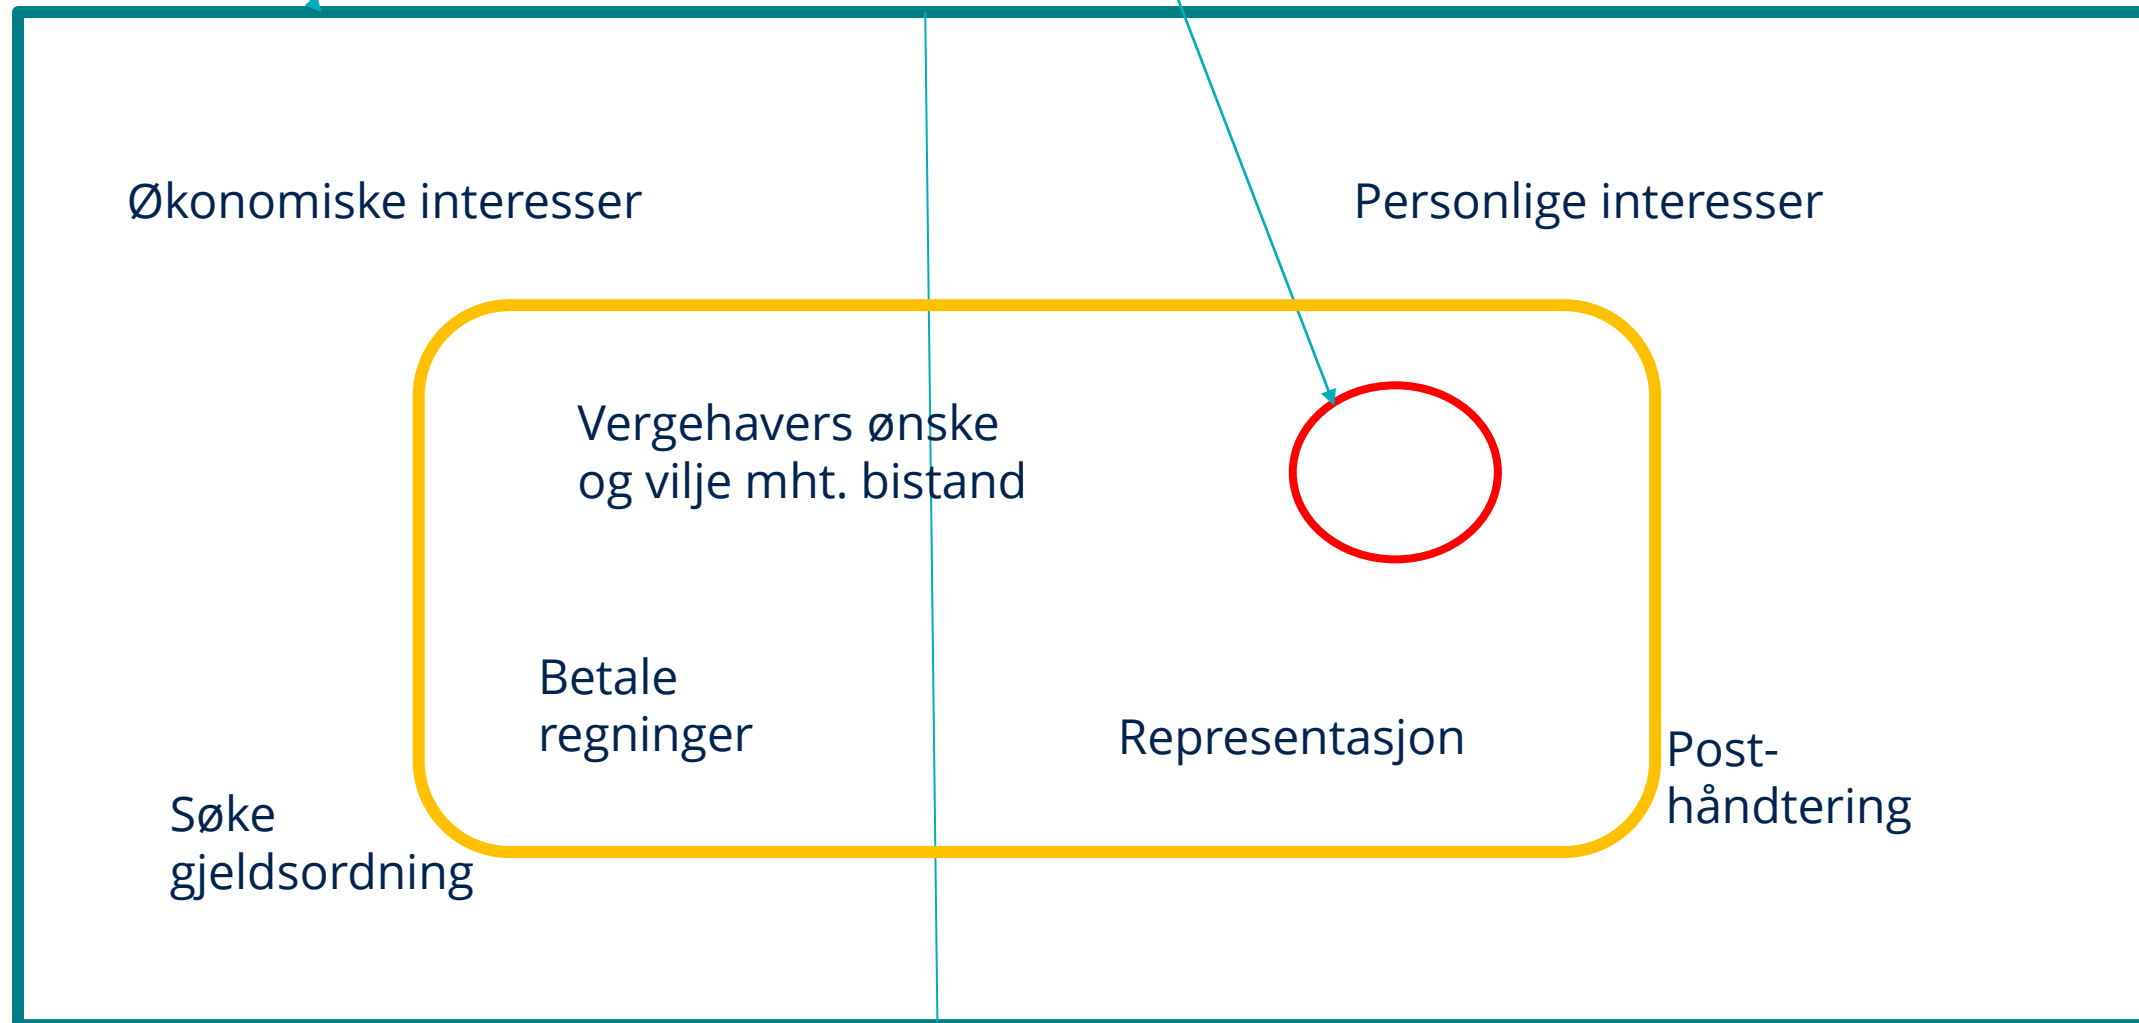 Økonomiske interesser
Personlige interesser
Vergehavers ønske
og vilje mht. bistand
Betale
regninger
Representasjon
Post-
håndtering
Søke
gjeldsordning